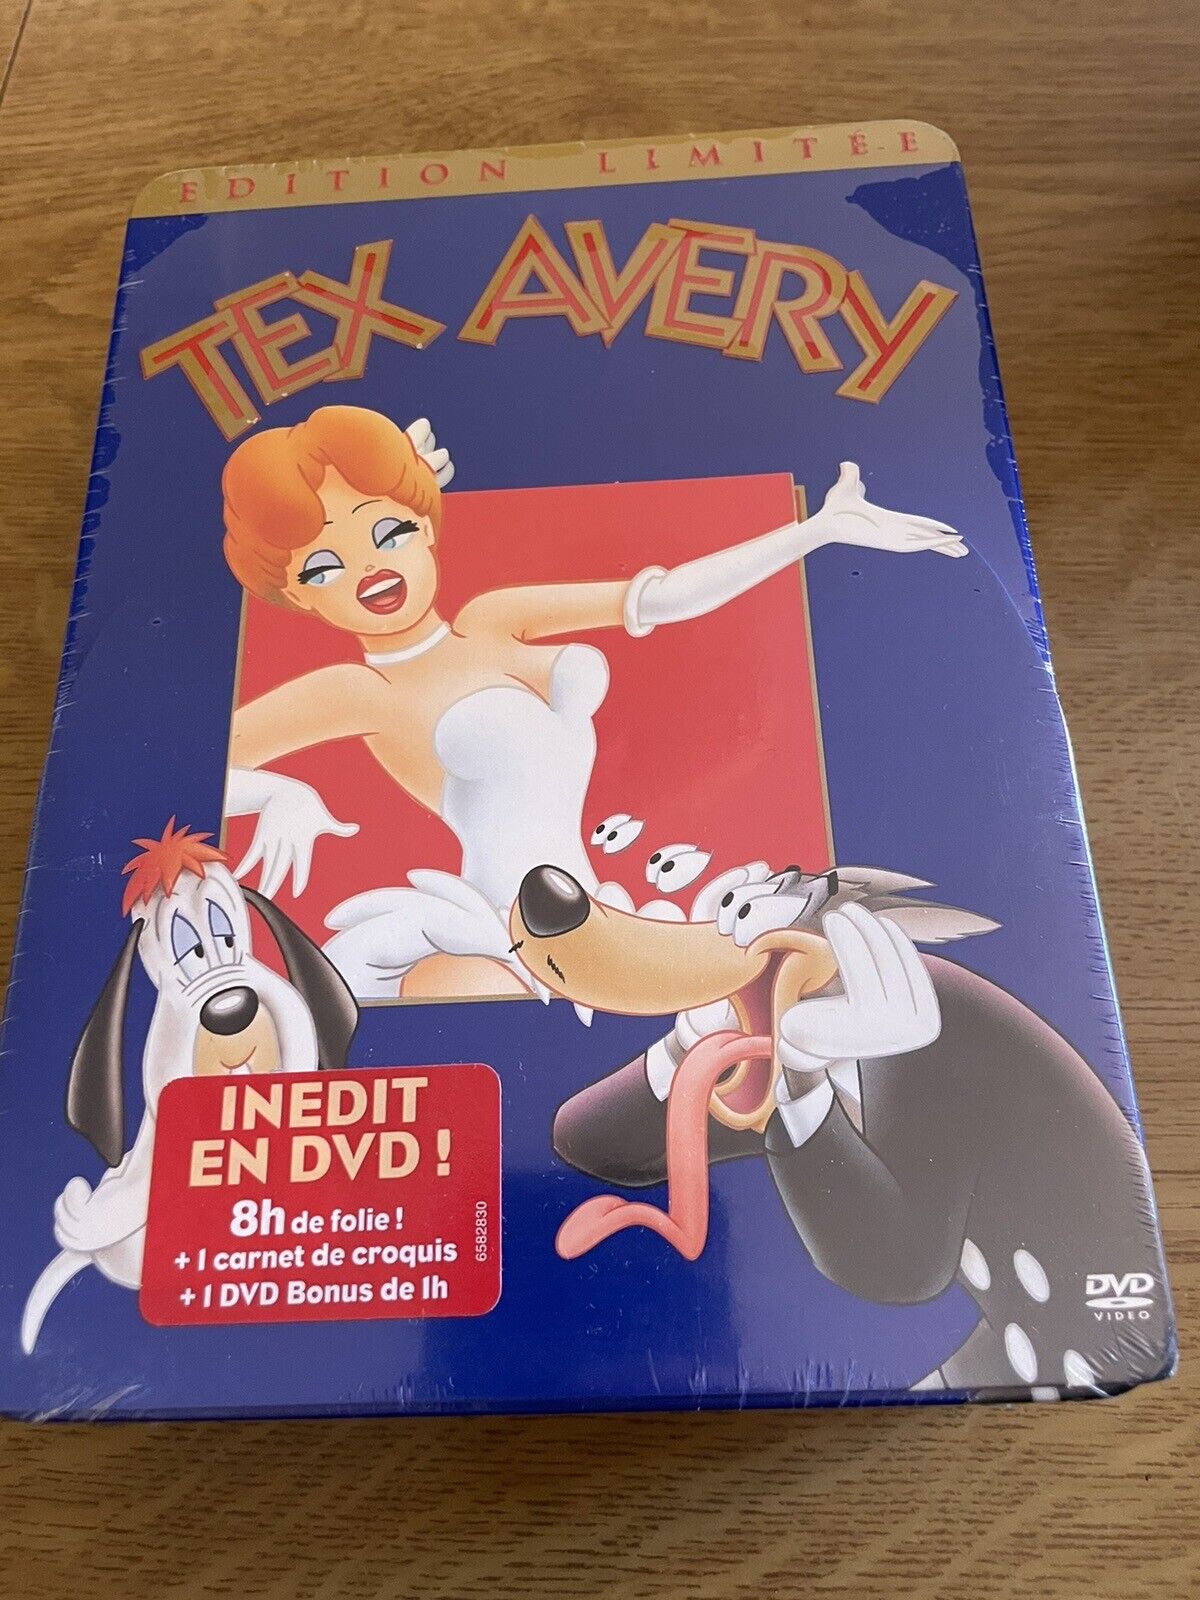 EDITION LIMITÉE
TEX AVERY
INEDIT
EN DVD !
8h de folie !
+ 1 carnet de croquis
+ 1 DVD Bonus de 1h
6582830
DVD
VIDEO